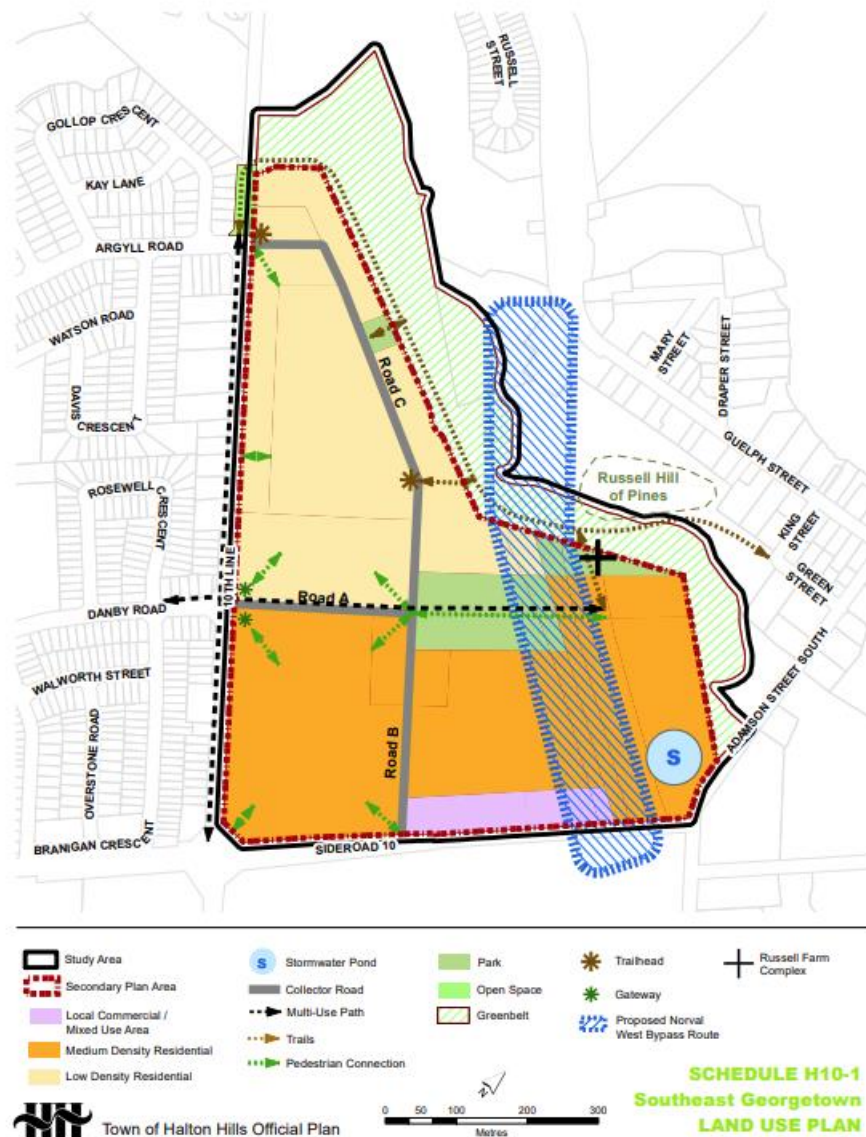 RUSSELL
STREET
GOLLOP CRESCENT
KAY LANE
ARGYLL ROAD
WATSON ROAD
DAVIS
CRESCENT
ROSEWELL
CRESCENT
DANBY ROAD
WALWORTH STREET
OVERSTONE ROAD
BRANIGAN CRESCENT
10TH LINE
Road C
Road A
Road B
SIDEROAD 10
MARY
STREET
DRAPER STREET
GUELPH STREET
Russell Hill
of Pines
KING
STREET
GREEN
STREET
ADAMSON STREET SOUTH
S
Study Area
Secondary Plan Area
Local Commercial /
Mixed Use Area
Medium Density Residential
Low Density Residential
S
Stormwater Pond
Collector Road
Multi-Use Path
Trails
Pedestrian Connection
Park
Open Space
Greenbelt
Trailhead
Gateway
Proposed Norval
West Bypass Route
Russell Farm
Complex
N
SCHEDULE H10-1
Southeast Georgetown
LAND USE PLAN
Town of Halton Hills Official Plan
0 50 100 200 300
Metres